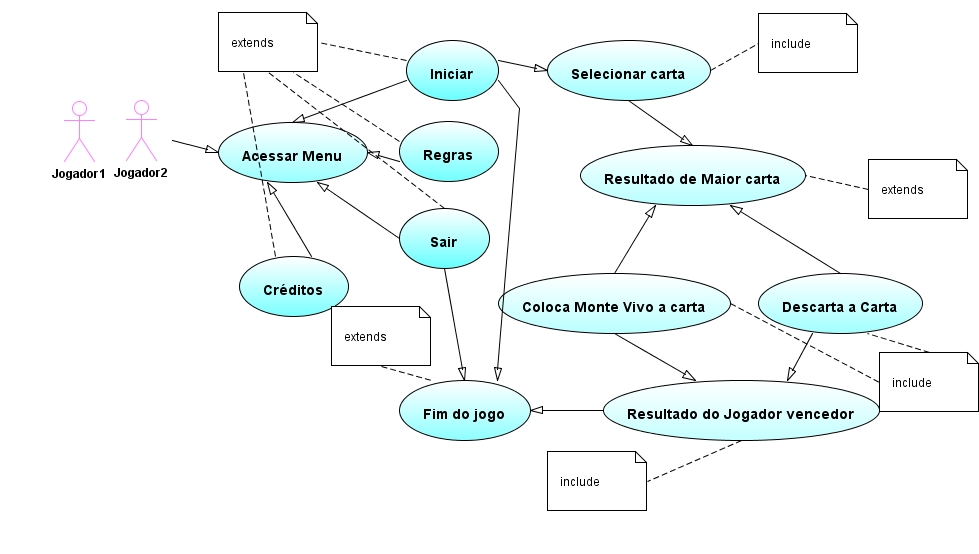 extends
include
Iniciar
Selecionar carta
Acessar Menu
Regras
Jogador1
Jogador2
Resultado de Maior carta
extends
Sair
Créditos
Coloca Monte Vivo a carta
Descarta a Carta
extends
include
Fim do jogo
Resultado do Jogador vencedor
include